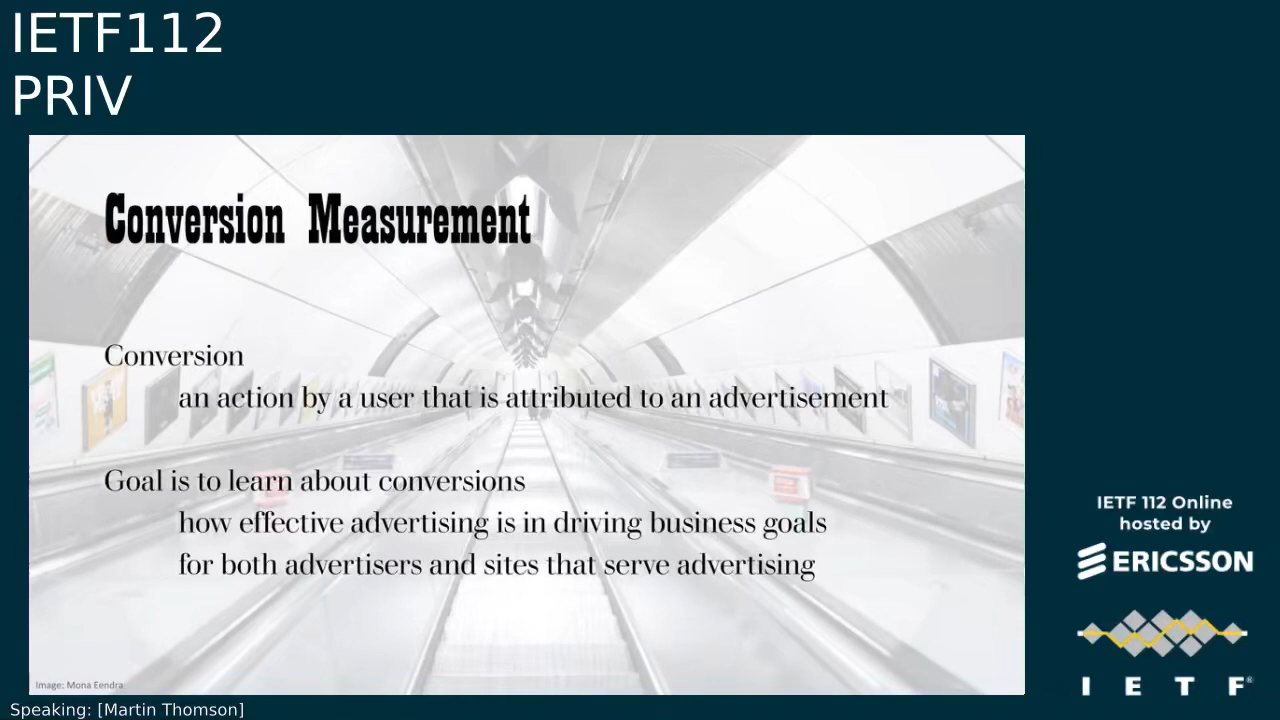 IETF112
PRIV
Conversion Measurement
Conversion
an action by a user that is attributed to an advertisement
Goal is to learn about conversions
how effective advertising is in driving business goals
for both advertisers and sites that serve advertising
Image: Mona Eendra
IETF 112 Online
hosted by
ERICSSON
I E T F®
Speaking: [Martin Thomson]